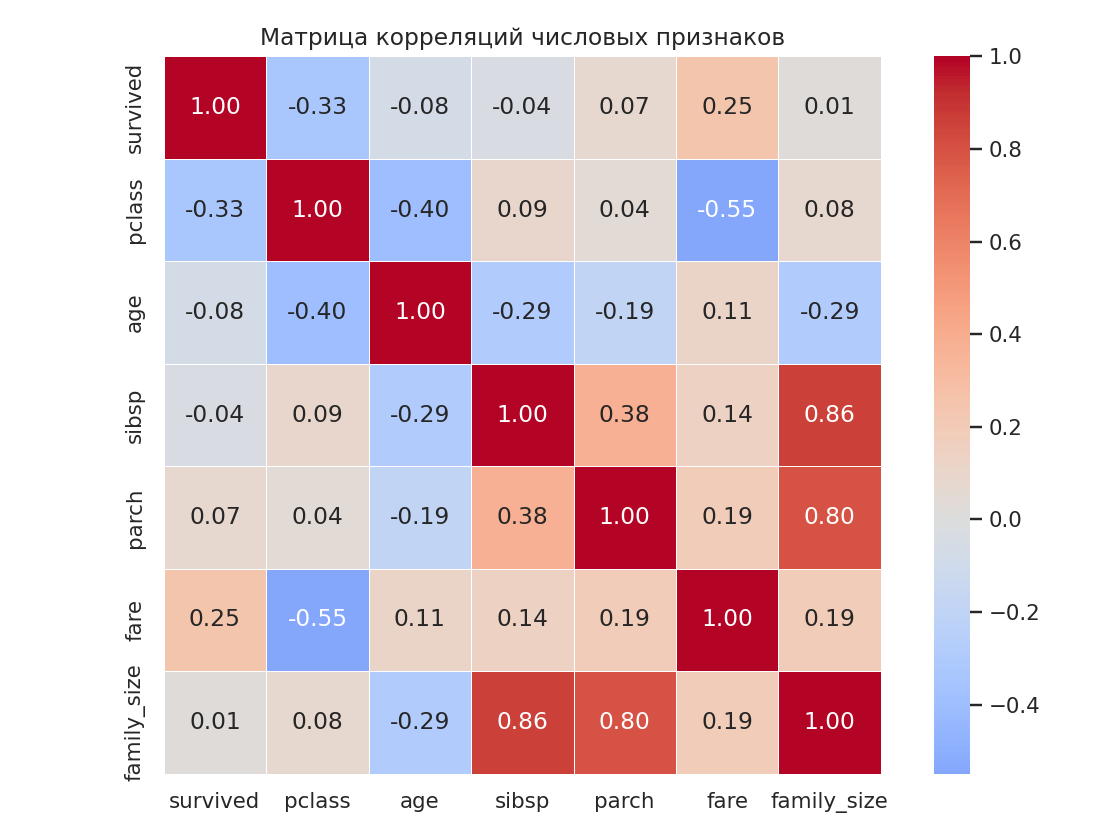 Матрица корреляций числовых признаков
survived 1.00 -0.33 -0.08 -0.04 0.07 0.25 0.01
pclass -0.33 1.00 -0.40 0.09 0.04 -0.55 0.08
age -0.08 -0.40 1.00 -0.29 -0.19 0.11 -0.29
sibsp -0.04 0.09 -0.29 1.00 0.38 0.14 0.86
parch 0.07 0.04 -0.19 0.38 1.00 0.19 0.80
fare 0.25 -0.55 0.11 0.14 0.19 1.00 0.19
family_size 0.01 0.08 -0.29 0.86 0.80 0.19 1.00
survived pclass age sibsp parch fare family_size
1.0
0.8
0.6
0.4
0.2
0.0
−0.2
−0.4